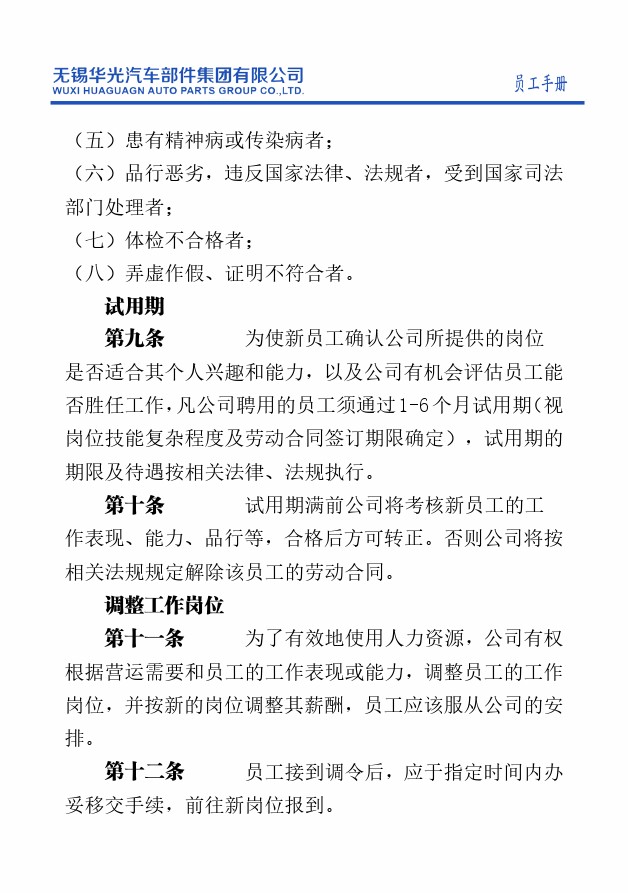 无锡华光汽车部件集团有限公司
WUXI HUAGUAGN AUTO PARTS GROUP CO.,LTD.
员工手册
（五）患有精神病或传染病者；
（六）品行恶劣，违反国家法律、法规者，受到国家司法
部门处理者；
（七）体检不合格者；
（八）弄虚作假、证明不符合者。
试用期
第九条 为使新员工确认公司所提供的岗位
是否适合其个人兴趣和能力，以及公司有机会评估员工能
否胜任工作，凡公司聘用的员工须通过1-6个月试用期（视
岗位技能复杂程度及劳动合同签订期限确定），试用期的
期限及待遇按相关法律、法规执行。
第十条 试用期满前公司将考核新员工的工
作表现、能力、品行等，合格后方可转正。否则公司将按
相关法规规定解除该员工的劳动合同。
调整工作岗位
第十一条 为了有效地使用人力资源，公司有权
根据营运需要和员工的工作表现或能力，调整员工的工作
岗位，并按新的岗位调整其薪酬，员工应该服从公司的安
排。
第十二条 员工接到调令后，应于指定时间内办
妥移交手续，前往新岗位报到。